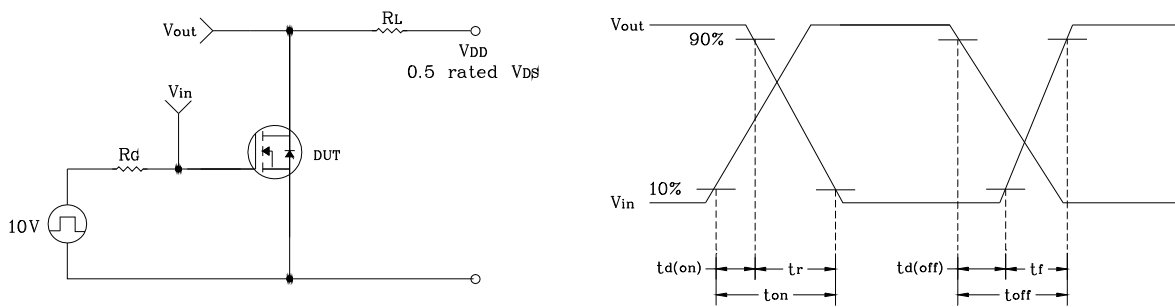 Vout
RL
VDD
0.5 rated VDS
Vin
RG
DUT
10V
Vout
90%
10%
Vin
td(on)
tr
td(off)
tf
ton
toff